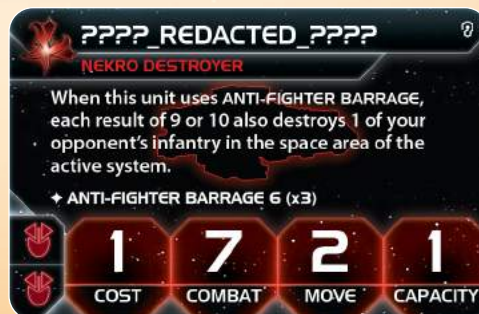 ????_REDACTED_????
NEKRO DESTROYER
When this unit uses ANTI-FIGHTER BARRAGE,
each result of 9 or 10 also destroys 1 of your
opponent's infantry in the space area of the
active system.
✦ ANTI-FIGHTER BARRAGE 6 (x3)
1 7 2 1
COST COMBAT MOVE CAPACITY